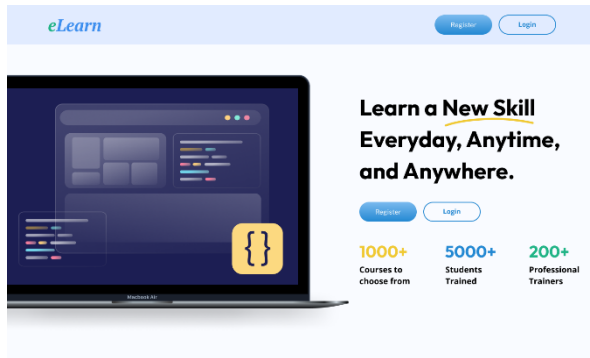 eLearn
Register
Login
Learn a New Skill
Everyday, Anytime,
and Anywhere.
Register
Login
1000+
5000+
200+
Courses to
choose from
Students
Trained
Professional
Trainers
{}
Macbook Air